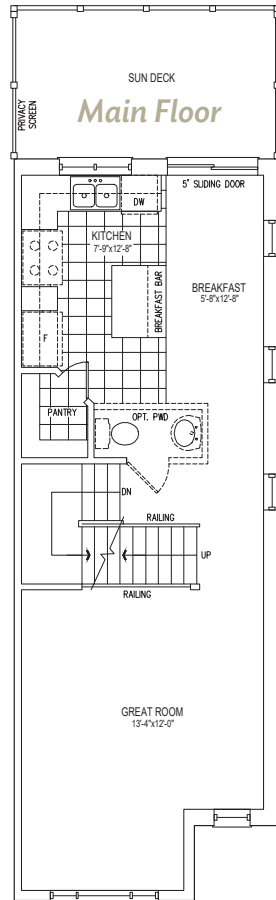 SUN DECK
Main Floor
PRIVACY
SCREEN
5' SLIDING DOOR
DW
KITCHEN
7'-9"x12'-8"
BREAKFAST
5'-8"x12'-8"
BREAKFAST BAR
F
PANTRY
OPT. PWD
DN
RAILING
UP
RAILING
GREAT ROOM
13'-4"x12'-0"